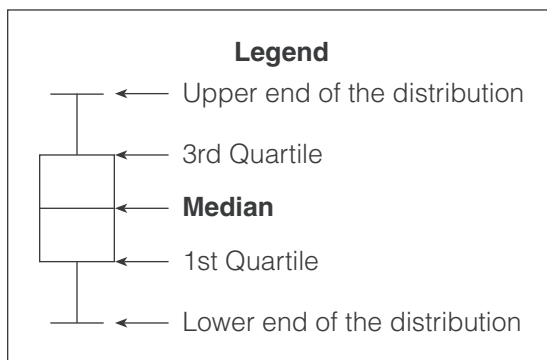 Legend
Upper end of the distribution
3rd Quartile
Median
1st Quartile
Lower end of the distribution